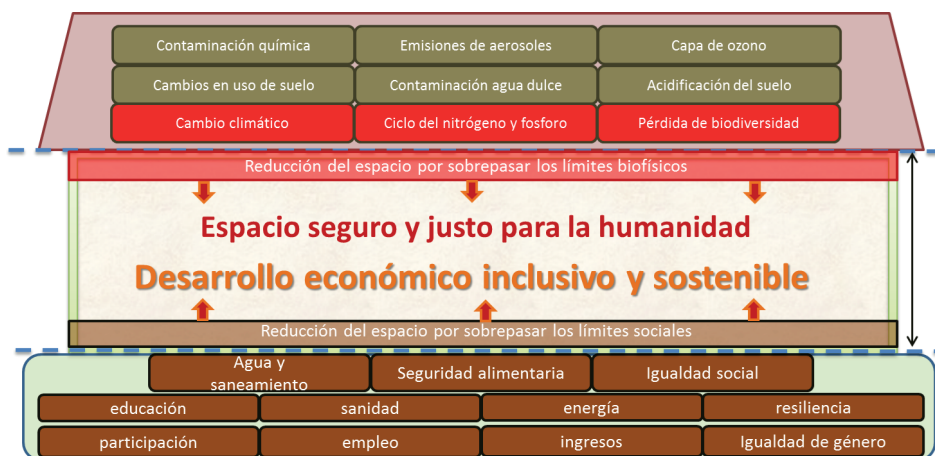 Contaminación química
Emisiones de aerosoles
Capa de ozono
Cambios en uso de suelo
Contaminación agua dulce
Acidificación del suelo
Cambio climático
Ciclo del nitrógeno y fosforo
Pérdida de biodiversidad
Reducción del espacio por sobrepasar los límites biofísicos
Espacio seguro y justo para la humanidad
Desarrollo económico inclusivo y sostenible
Reducción del espacio por sobrepasar los límites sociales
Agua y
saneamiento
Seguridad alimentaria
Igualdad social
educación
sanidad
energía
resiliencia
participación
empleo
ingresos
Igualdad de género